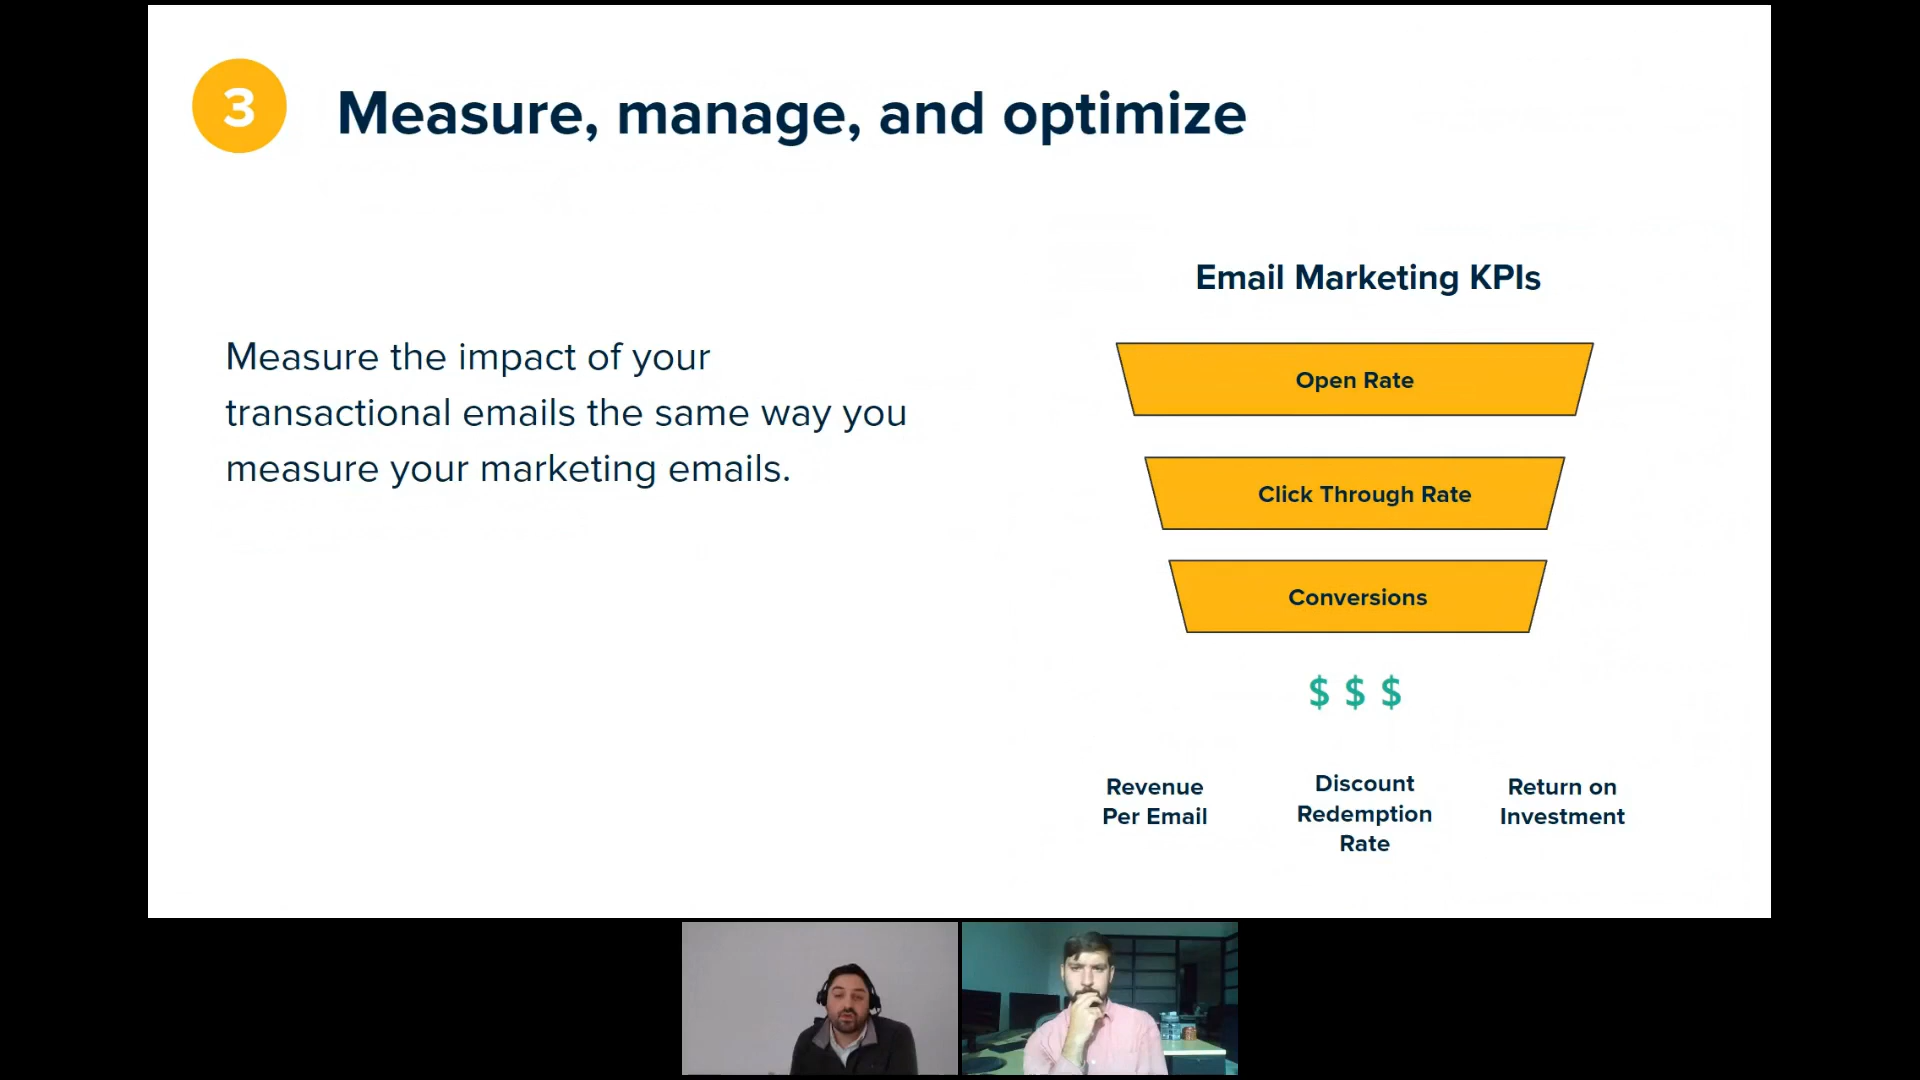 3
Measure, manage, and optimize
Measure the impact of your
transactional emails the same way you
measure your marketing emails.
Email Marketing KPIs
Open Rate
Click Through Rate
Conversions
$ $ $
Revenue
Per Email
Discount
Redemption
Rate
Return on
Investment